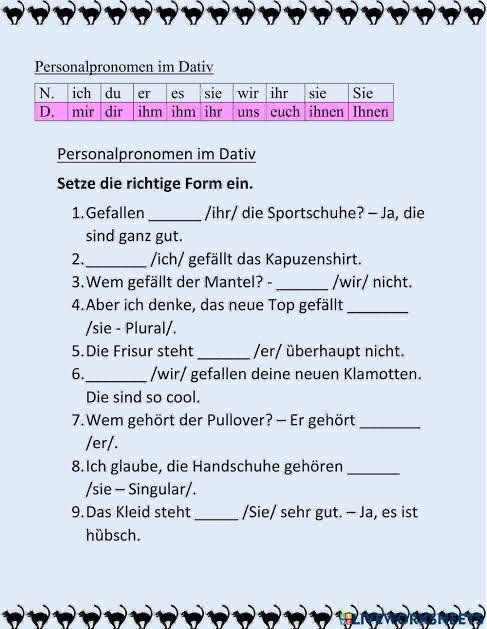 Personalpronomen im Dativ
N. ich du er es sie wir ihr sie Sie
D. mir dir ihm ihm ihr uns euch ihnen Ihnen
Personalpronomen im Dativ
Setze die richtige Form ein.
1. Gefallen ______ /ihr/ die Sportschuhe? – Ja, die
sind ganz gut.
2. _______ /ich/ gefällt das Kapuzenshirt.
3. Wem gefällt der Mantel? - ______ /wir/ nicht.
4. Aber ich denke, das neue Top gefällt _______
/sie - Plural/.
5. Die Frisur steht ______ /er/ überhaupt nicht.
6. _______ /wir/ gefallen deine neuen Klamotten.
Die sind so cool.
7. Wem gehört der Pullover? – Er gehört _______
/er/.
8. Ich glaube, die Handschuhe gehören ______
/sie – Singular/.
9. Das Kleid steht _____ /Sie/ sehr gut. – Ja, es ist
hübsch.
LIVEWORKSHEETS